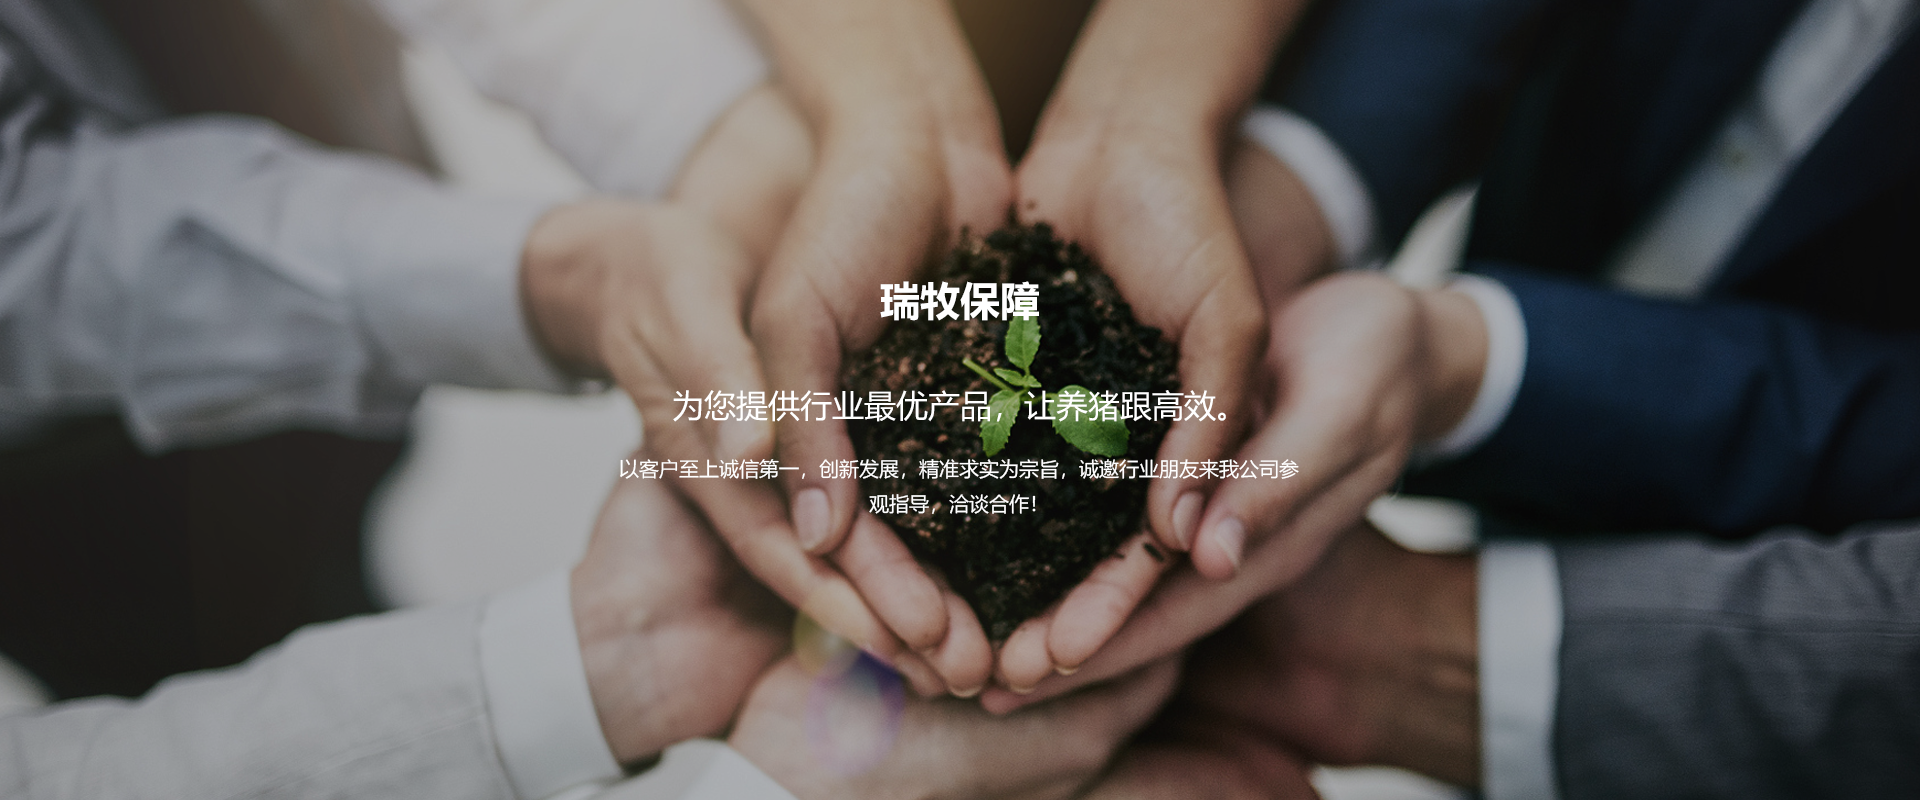 瑞牧保障
为您提供行业最优产品，让养猪跟高效。
以客户至上诚信第一，创新发展，精准求实为宗旨，诚邀行业朋友来我公司参
观指导，洽谈合作！